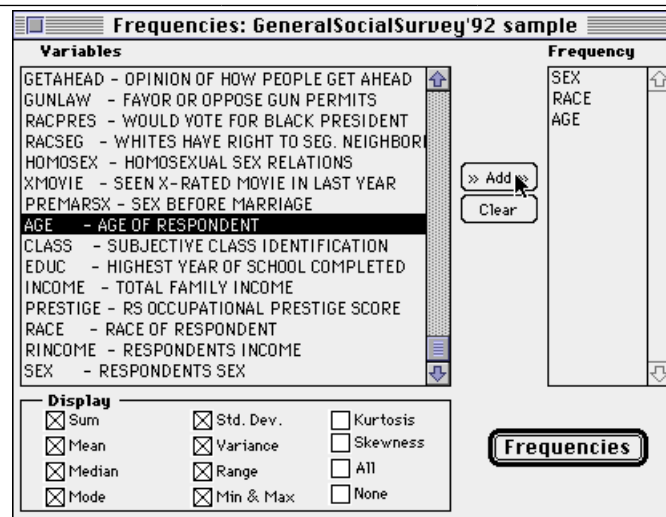 Frequencies: GeneralSocialSurvey'92 sample
Variables
GETAHEAD - OPINION OF HOW PEOPLE GET AHEAD
GUNLAW - FAVOR OR OPPOSE GUN PERMITS
RACPRES - WOULD VOTE FOR BLACK PRESIDENT
RACSEG - WHITES HAVE RIGHT TO SEG. NEIGHBORI
HOMOSEX - HOMOSEXUAL SEX RELATIONS
XMOVIE - SEEN X-RATED MOVIE IN LAST YEAR
PREMARSX - SEX BEFORE MARRIAGE
AGE - AGE OF RESPONDENT
CLASS - SUBJECTIVE CLASS IDENTIFICATION
EDUC - HIGHEST YEAR OF SCHOOL COMPLETED
INCOME - TOTAL FAMILY INCOME
PRESTIGE - RS OCCUPATIONAL PRESTIGE SCORE
RACE - RACE OF RESPONDENT
RINCOME - RESPONDENTS INCOME
SEX - RESPONDENTS SEX
» Add »
Clear
Frequency
SEX
RACE
AGE
Display
Sum
Mean
Median
Mode
Std. Dev.
Variance
Range
Min & Max
Kurtosis
Skewness
All
None
Frequencies